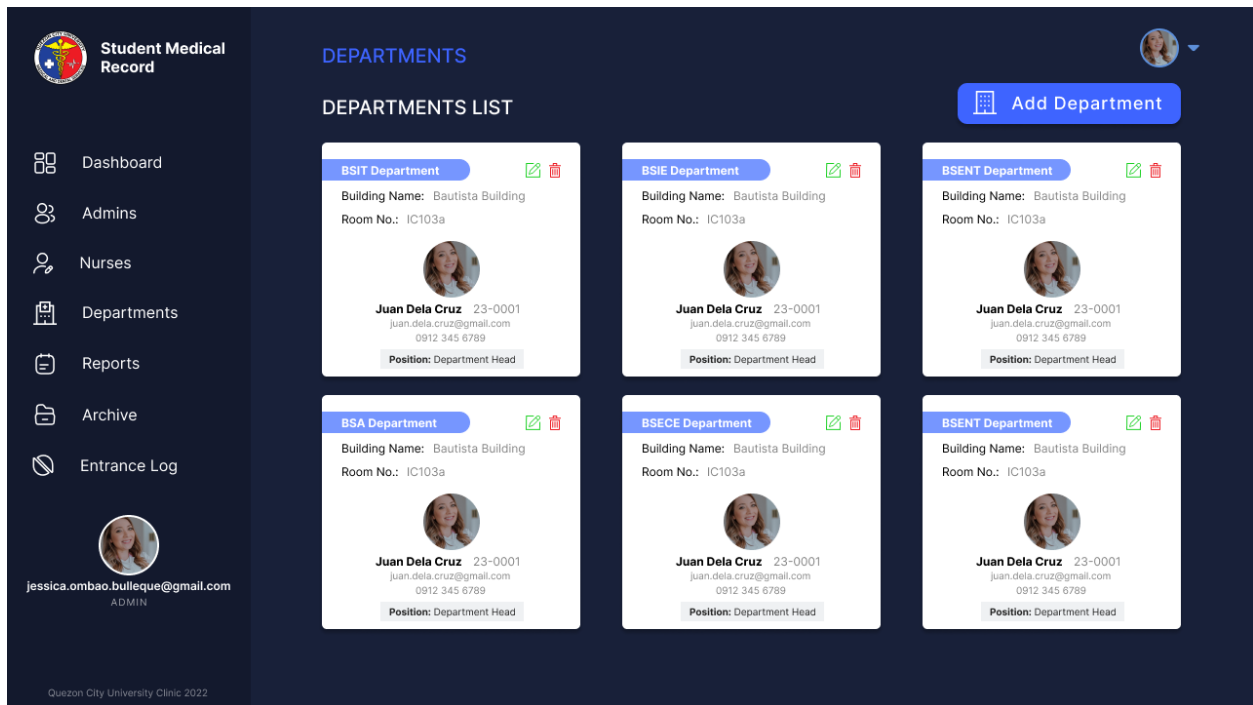 Student Medical
Record
Dashboard
Admins
Nurses
Departments
Reports
Archive
Entrance Log
jessica.ombao.bulleque@gmail.com
ADMIN
Quezon City University Clinic 2022
DEPARTMENTS
DEPARTMENTS LIST
Add Department
BSIT Department
Building Name: Bautista Building
Room No.: IC103a
Juan Dela Cruz 23-0001
juan.dela.cruz@gmail.com
0912 345 6789
Position: Department Head
BSIE Department
Building Name: Bautista Building
Room No.: IC103a
Juan Dela Cruz 23-0001
juan.dela.cruz@gmail.com
0912 345 6789
Position: Department Head
BSENT Department
Building Name: Bautista Building
Room No.: IC103a
Juan Dela Cruz 23-0001
juan.dela.cruz@gmail.com
0912 345 6789
Position: Department Head
BSA Department
Building Name: Bautista Building
Room No.: IC103a
Juan Dela Cruz 23-0001
juan.dela.cruz@gmail.com
0912 345 6789
Position: Department Head
BSECE Department
Building Name: Bautista Building
Room No.: IC103a
Juan Dela Cruz 23-0001
juan.dela.cruz@gmail.com
0912 345 6789
Position: Department Head
BSENT Department
Building Name: Bautista Building
Room No.: IC103a
Juan Dela Cruz 23-0001
juan.dela.cruz@gmail.com
0912 345 6789
Position: Department Head